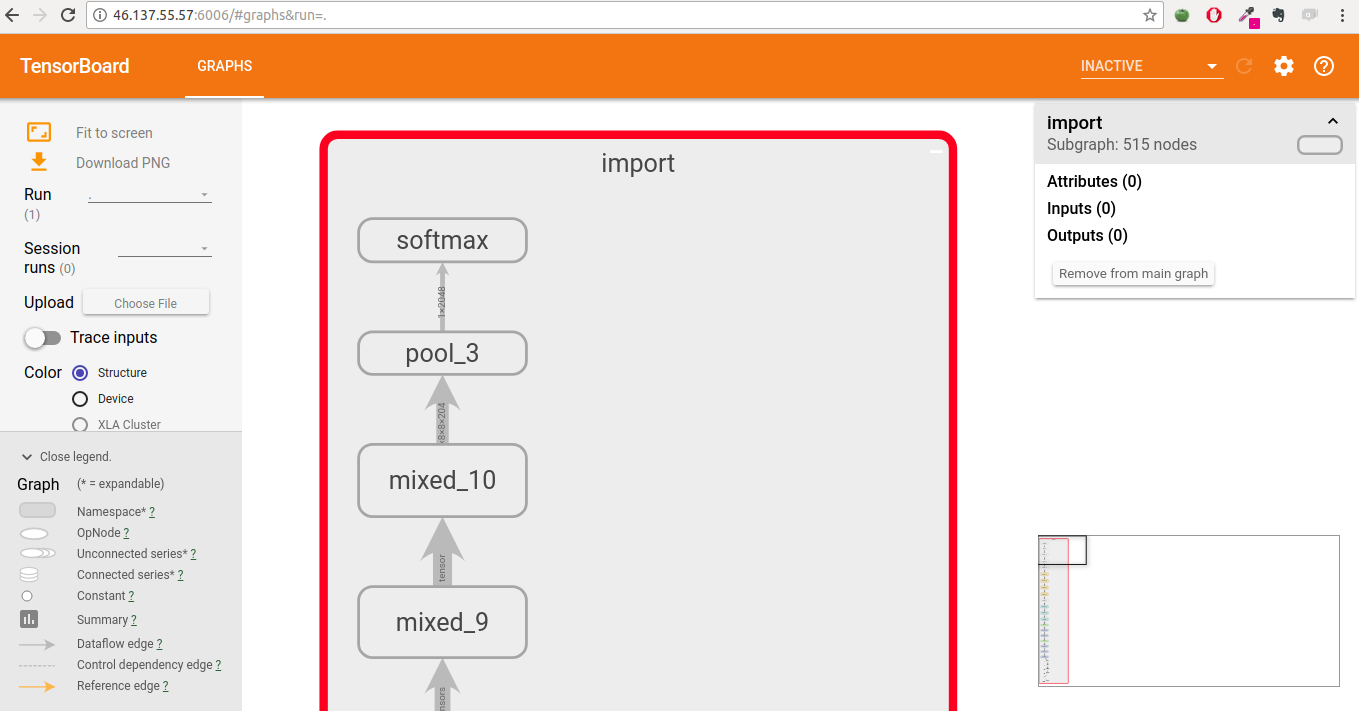 46.137.55.57:6006/#graphs&run=.
TensorBoard
GRAPHS
INACTIVE
Fit to screen
Download PNG
Run
(1)
.
Session
runs (0)
Upload
Choose File
Trace inputs
Color
Structure
Device
XLA Cluster
Close legend.
Graph
(* = expandable)
Namespace* ?
OpNode ?
Unconnected series* ?
Connected series* ?
Constant ?
Summary ?
Dataflow edge ?
Control dependency edge ?
Reference edge ?
import
softmax
1×2048
pool_3
×8×8×204
mixed_10
tensor
mixed_9
nsors
import
Subgraph: 515 nodes
Attributes (0)
Inputs (0)
Outputs (0)
Remove from main graph